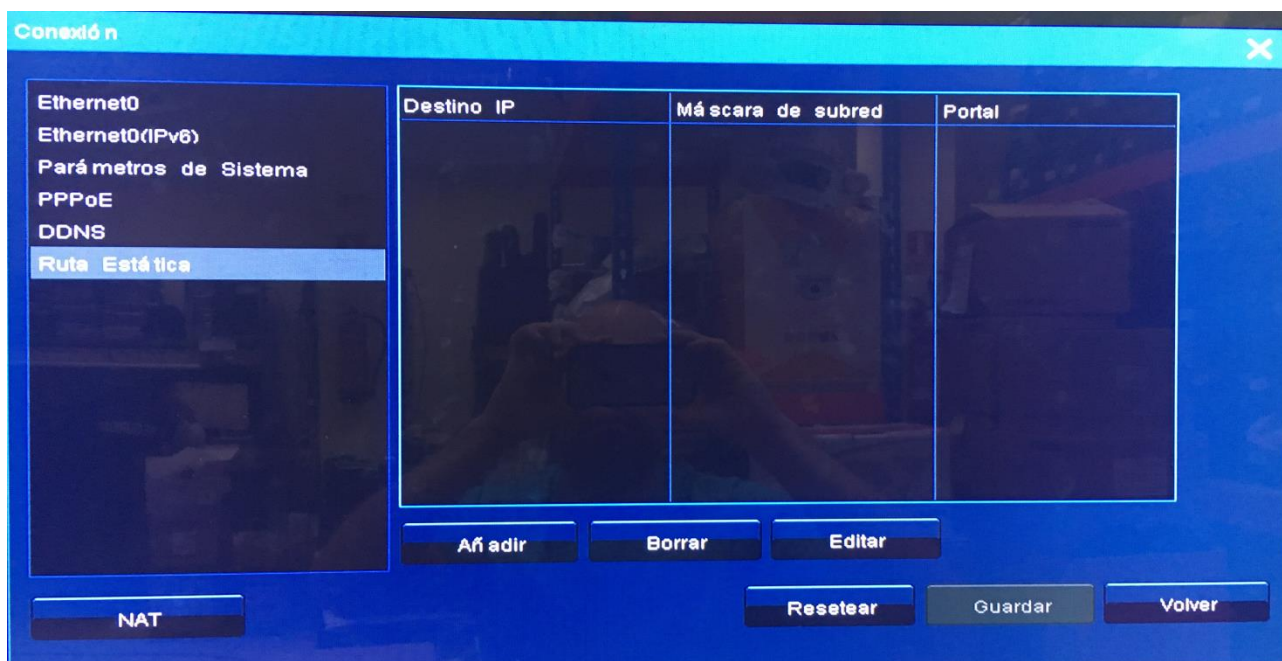 Conexión
Ethernet0
Ethernet0(IPv6)
Parámetros de Sistema
PPPoE
DDNS
Ruta Estática
Destino IP Máscara de subred Portal
Añadir Borrar Editar
NAT Resetear Guardar Volver